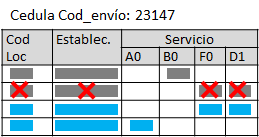 Cedula Cod_envío: 23147
Cod Loc Establec. Servicio
A0 B0 F0 D1